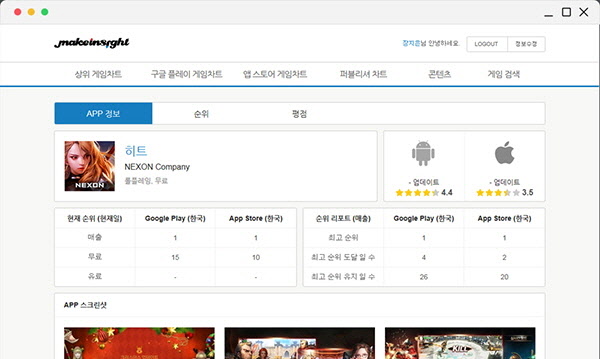 makeinsight
장지훈님 안녕하세요.
LOGOUT
정보수정
상위 게임차트
구글 플레이 게임차트
앱 스토어 게임차트
퍼블리셔 차트
콘텐츠
게임 검색
APP 정보
순위
평점
히트
NEXON Company
롤플레잉, 무료
NEXON
- 업데이트
4.4
- 업데이트
3.5
현재 순위 (현재일) Google Play (한국) App Store (한국)
매출 1 1
무료 15 10
유료 - -
순위 리포트 (매출) Google Play (한국) App Store (한국)
최고 순위 1 1
최고 순위 도달 일 수 4 2
최고 순위 유지 일 수 26 20
APP 스크린샷
KILL